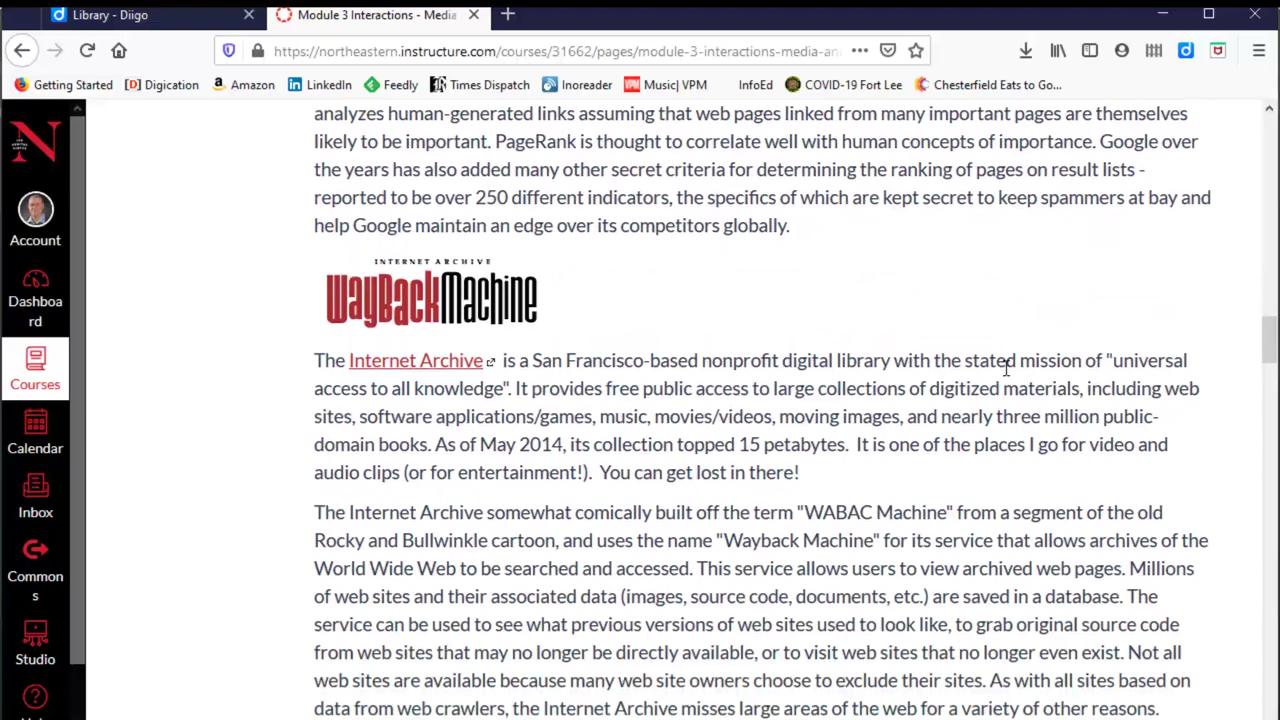 Library - Diigo
Module 3 Interactions - Media
https://northeastern.instructure.com/courses/31662/pages/module-3-interactions-media-an
Getting Started
[D] Digication
Amazon
LinkedIn
Feedly
Times Dispatch
Inoreader
Music| VPM
InfoEd
COVID-19 Fort Lee
Chesterfield Eats to Go...
Account
Dashboa
rd
Courses
Calendar
Inbox
Common
s
Studio
analyzes human-generated links assuming that web pages linked from many important pages are themselves
likely to be important. PageRank is thought to correlate well with human concepts of importance. Google over
the years has also added many other secret criteria for determining the ranking of pages on result lists -
reported to be over 250 different indicators, the specifics of which are kept secret to keep spammers at bay and
help Google maintain an edge over its competitors globally.
INTERNET ARCHIVE
WayBackMachine
The Internet Archive is a San Francisco-based nonprofit digital library with the stated mission of "universal
access to all knowledge". It provides free public access to large collections of digitized materials, including web
sites, software applications/games, music, movies/videos, moving images, and nearly three million public-
domain books. As of May 2014, its collection topped 15 petabytes. It is one of the places I go for video and
audio clips (or for entertainment!). You can get lost in there!
The Internet Archive somewhat comically built off the term "WABAC Machine" from a segment of the old
Rocky and Bullwinkle cartoon, and uses the name "Wayback Machine" for its service that allows archives of the
World Wide Web to be searched and accessed. This service allows users to view archived web pages. Millions
of web sites and their associated data (images, source code, documents, etc.) are saved in a database. The
service can be used to see what previous versions of web sites used to look like, to grab original source code
from web sites that may no longer be directly available, or to visit web sites that no longer even exist. Not all
web sites are available because many web site owners choose to exclude their sites. As with all sites based on
data from web crawlers, the Internet Archive misses large areas of the web for a variety of other reasons.